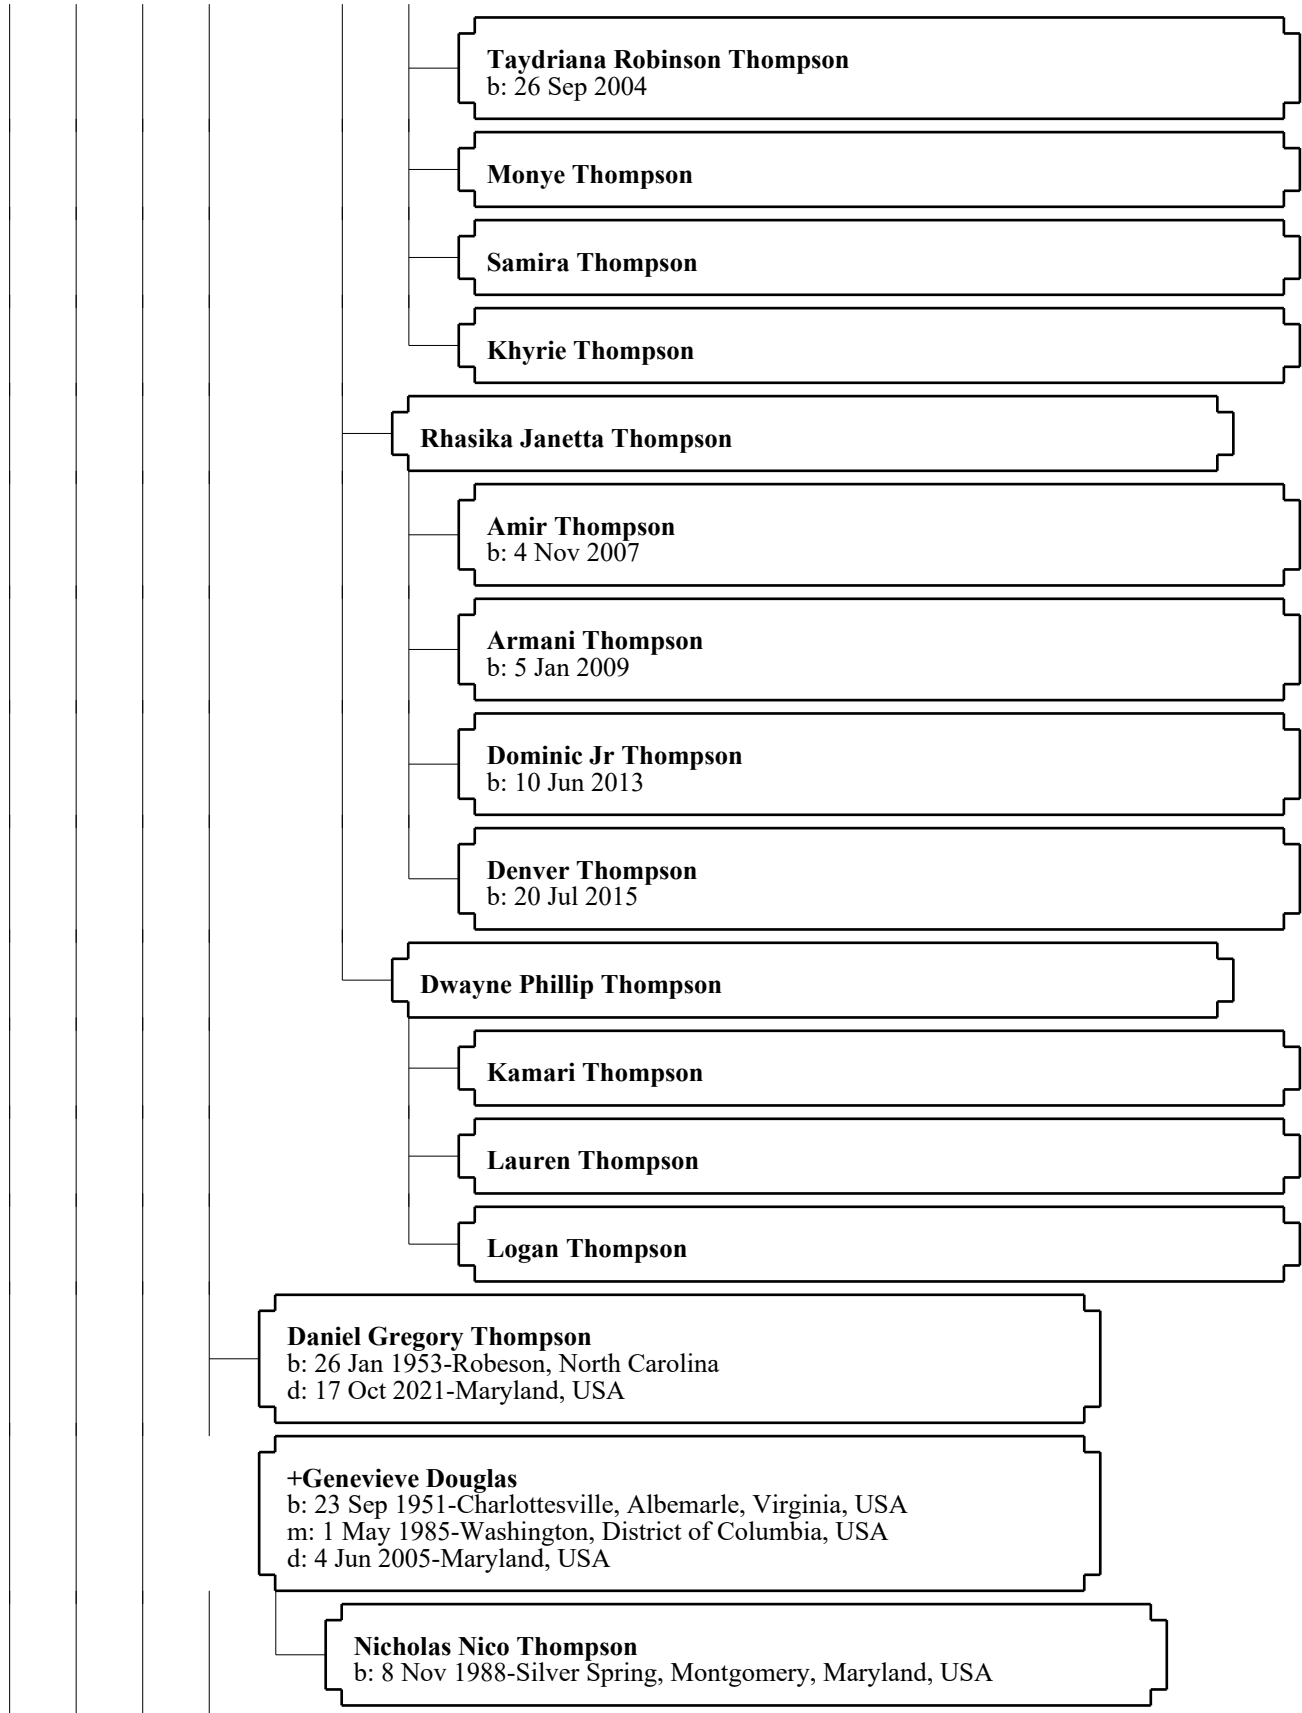 Taydriana Robinson Thompson
b: 26 Sep 2004
Monye Thompson
Samira Thompson
Khyrie Thompson
Rhasika Janetta Thompson
Amir Thompson
b: 4 Nov 2007
Armani Thompson
b: 5 Jan 2009
Dominic Jr Thompson
b: 10 Jun 2013
Denver Thompson
b: 20 Jul 2015
Dwayne Phillip Thompson
Kamari Thompson
Lauren Thompson
Logan Thompson
Daniel Gregory Thompson
b: 26 Jan 1953-Robeson, North Carolina
d: 17 Oct 2021-Maryland, USA
+Genevieve Douglas
b: 23 Sep 1951-Charlottesville, Albemarle, Virginia, USA
m: 1 May 1985-Washington, District of Columbia, USA
d: 4 Jun 2005-Maryland, USA
Nicholas Nico Thompson
b: 8 Nov 1988-Silver Spring, Montgomery, Maryland, USA